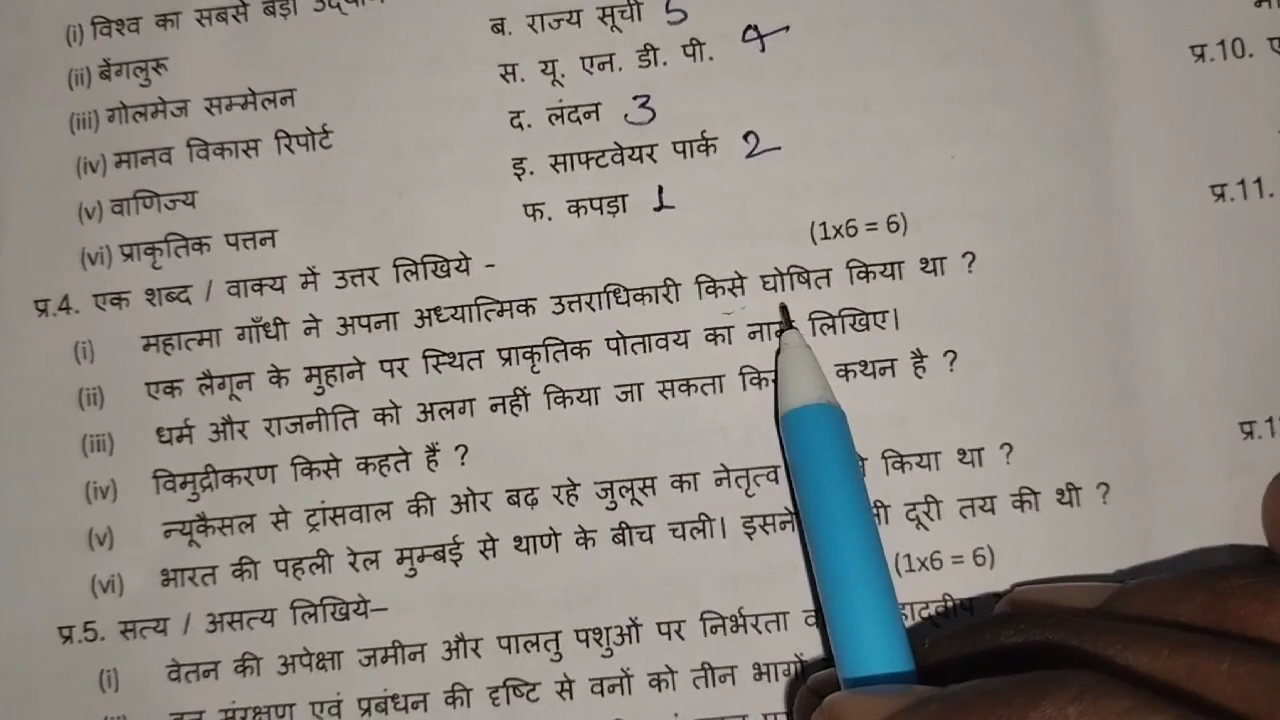 (i) विश्व का सबसे बड़ा
(ii) बेंगलुरू
(iii) गोलमेज सम्मेलन
(iv) मानव विकास रिपोर्ट
(v) वाणिज्य
(vi) प्राकृतिक पत्तन
ब. राज्य सूची 5
स. यू. एन. डी. पी. 4
द. लंदन 3
इ. साफ्टवेयर पार्क 2
फ. कपड़ा 1
प्र.4. एक शब्द / वाक्य में उत्तर लिखिये - (1x6 = 6)
(i) महात्मा गाँधी ने अपना अध्यात्मिक उत्तराधिकारी किसे घोषित किया था ?
(ii) एक लैगून के मुहाने पर स्थित प्राकृतिक पोतावय का नाम लिखिए।
(iii) धर्म और राजनीति को अलग नहीं किया जा सकता कथन है ?
(iv) विमुद्रीकरण किसे कहते हैं ?
(v) न्यूकैसल से ट्रांसवाल की ओर बढ़ रहे जुलूस का नेतृत्व किया था ?
(vi) भारत की पहली रेल मुम्बई से थाणे के बीच चली। इसने दूरी तय की थी ?
प्र.5. सत्य / असत्य लिखिये– (1x6 = 6)
(i) वेतन की अपेक्षा जमीन और पालतु पशुओं पर निर्भरता
संरक्षण एवं प्रबंधन की दृष्टि से वनों को तीन भागों
प्र.10.
प्र.11.